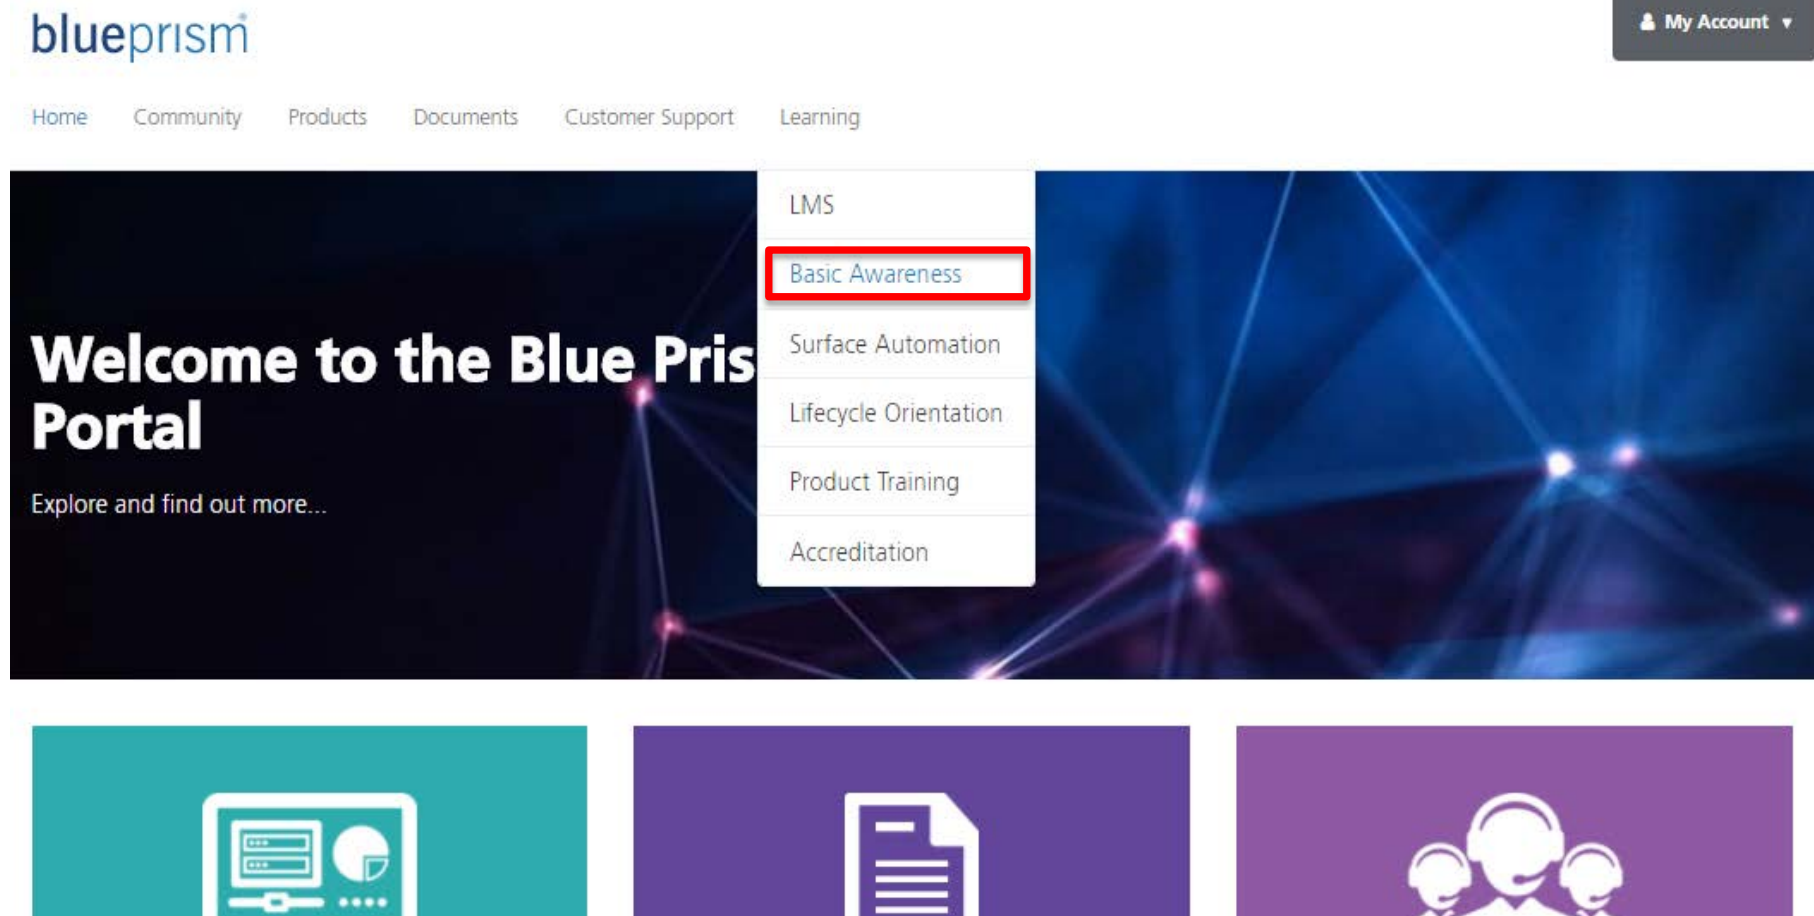 blueprism
My Account
Home Community Products Documents Customer Support Learning
LMS
Basic Awareness
Surface Automation
Lifecycle Orientation
Product Training
Accreditation
Welcome to the Blue Pris
Portal
Explore and find out more...